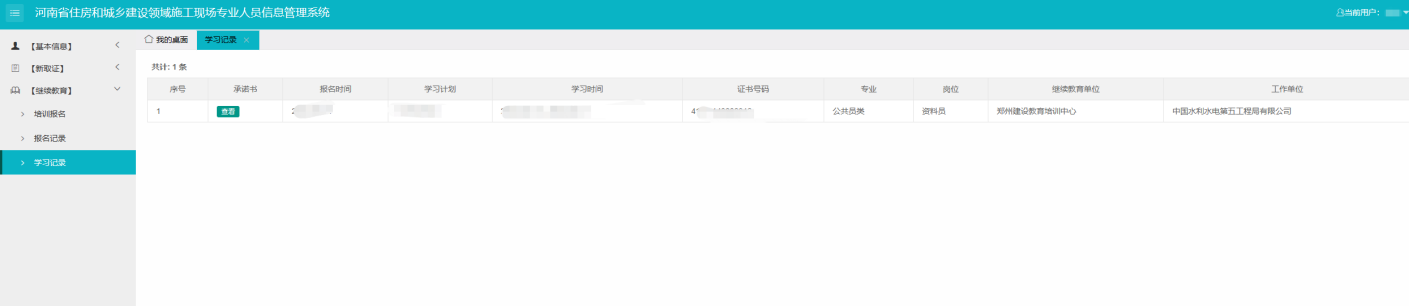 河南省住房和城乡建设领域施工现场专业人员信息管理系统
当前用户：
【基本信息】
【新取证】
【继续教育】
培训报名
报名记录
学习记录
我的桌面 学习记录
共计: 1 条
序号 承诺书 报名时间 学习计划 学习时间 证书号码 专业 岗位 继续教育单位 工作单位
1 查看 公共员类 资料员 郑州建设教育培训中心 中国水利水电第五工程局有限公司